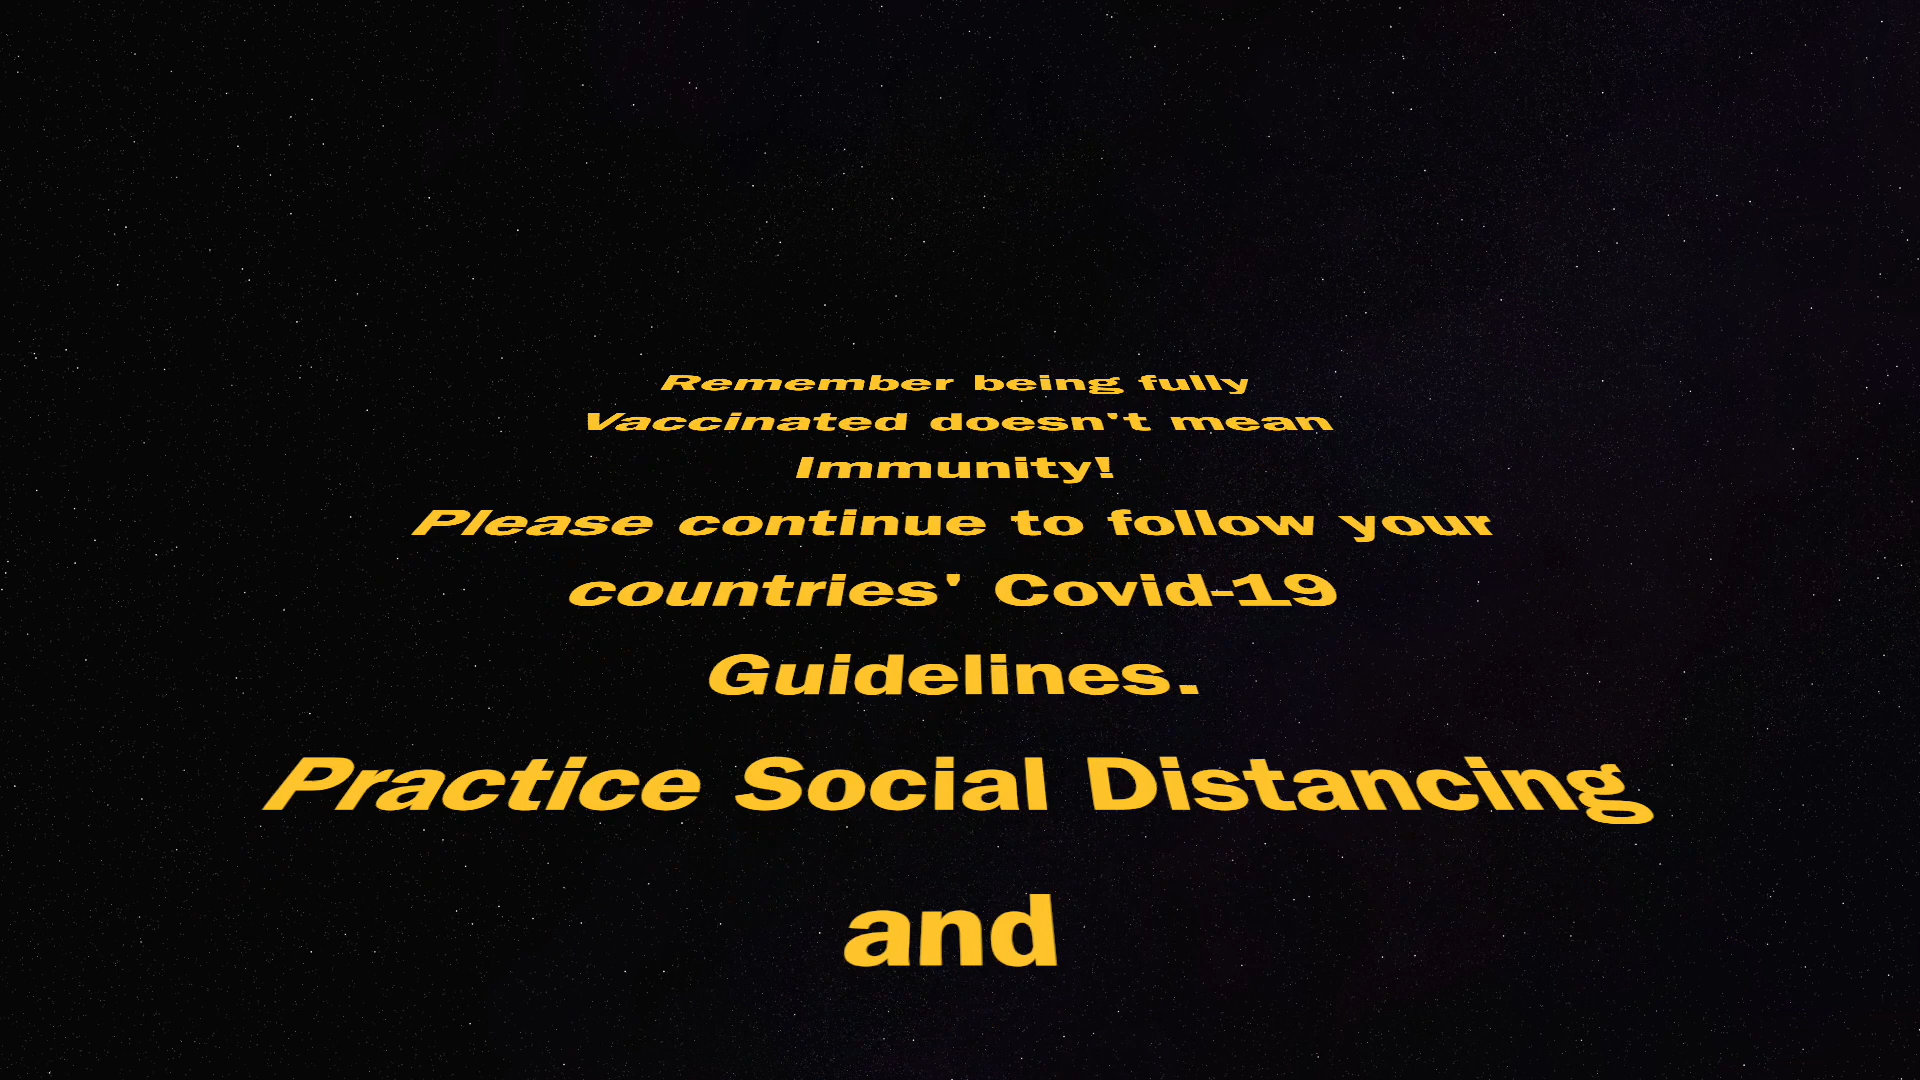 Remember being fully
Vaccinated doesn't mean
Immunity!
Please continue to follow your
countries' Covid-19
Guidelines.
Practice Social Distancing
and